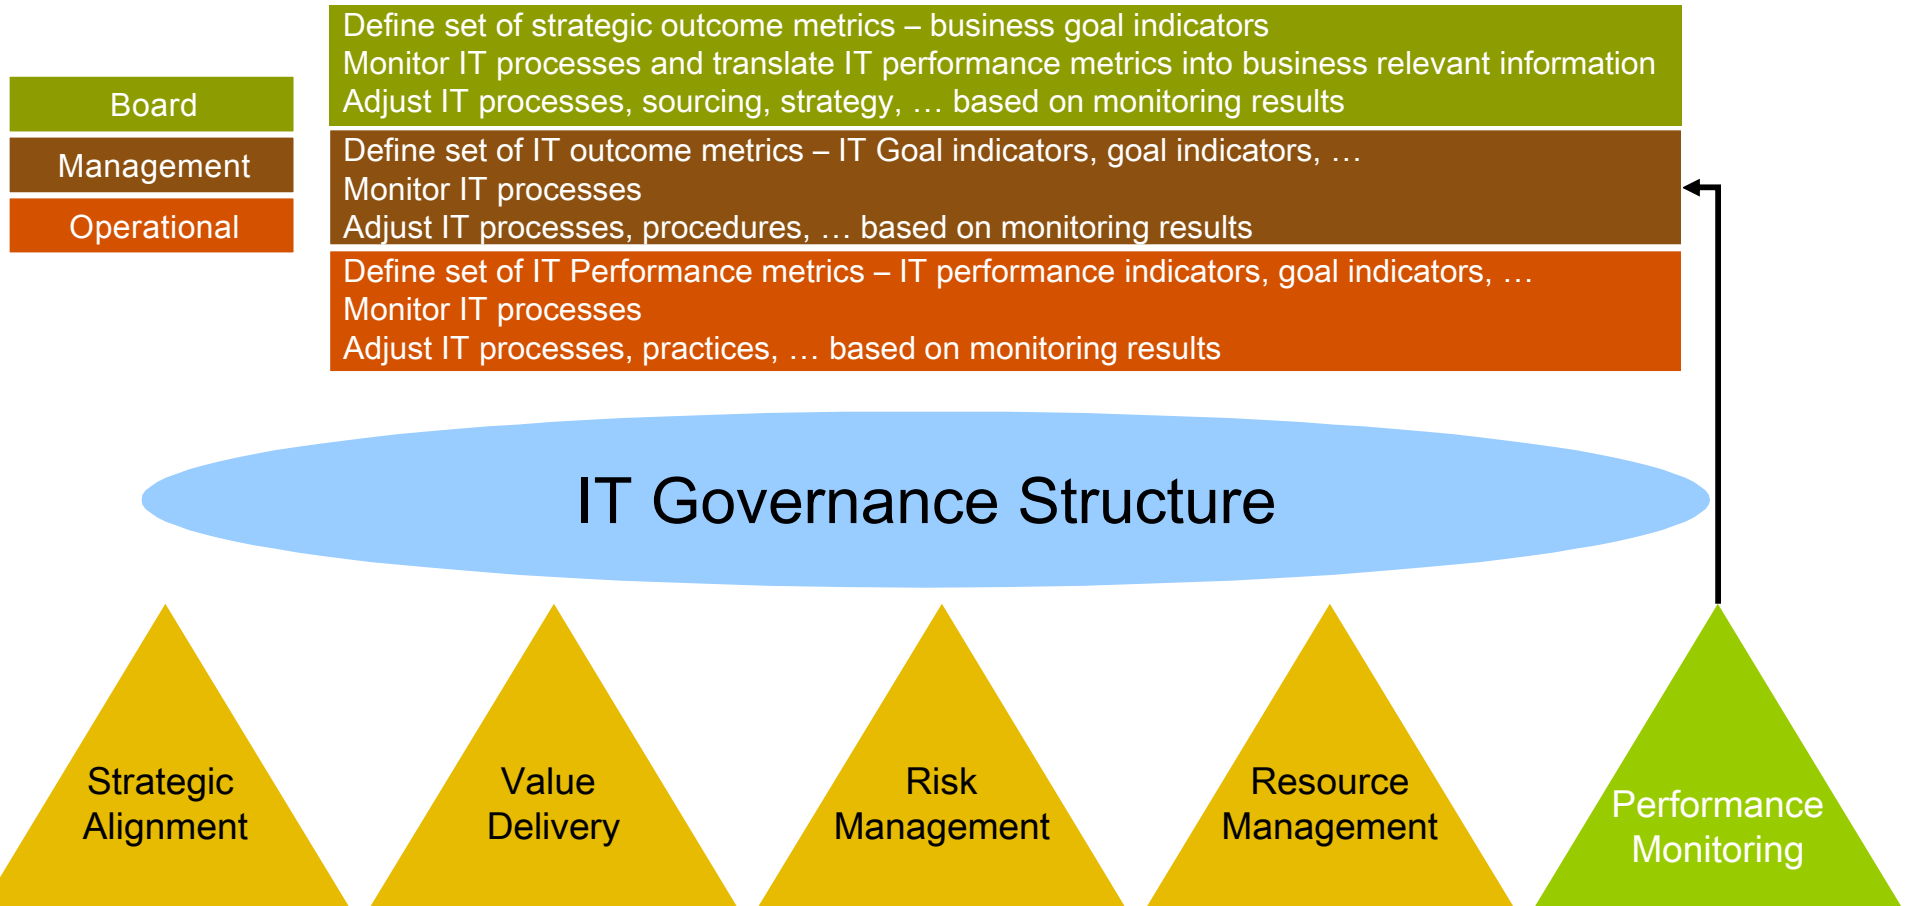 Define set of strategic outcome metrics – business goal indicators
Monitor IT processes and translate IT performance metrics into business relevant information
Adjust IT processes, sourcing, strategy, … based on monitoring results
Board
Management
Operational
Define set of IT outcome metrics – IT Goal indicators, goal indicators, …
Monitor IT processes
Adjust IT processes, procedures, … based on monitoring results
Define set of IT Performance metrics – IT performance indicators, goal indicators, …
Monitor IT processes
Adjust IT processes, practices, … based on monitoring results
IT Governance Structure
Strategic
Alignment
Value
Delivery
Risk
Management
Resource
Management
Performance
Monitoring